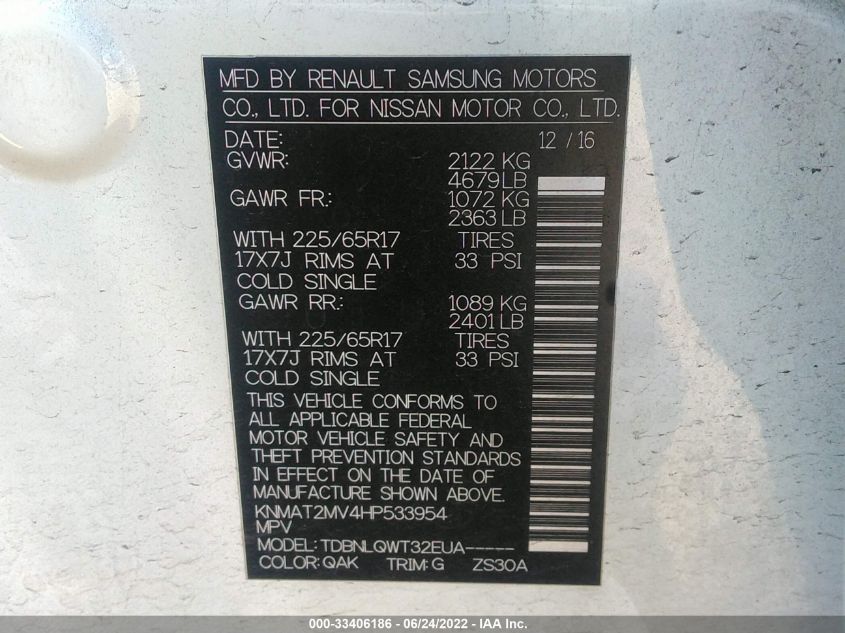 MFD BY RENAULT SAMSUNG MOTORS
CO., LTD. FOR NISSAN MOTOR CO., LTD.
DATE: 12 / 16
GVWR: 2122 KG
4679 LB
GAWR FR.: 1072 KG
2363 LB
WITH 225/65R17 TIRES
17X7J RIMS AT 33 PSI
COLD SINGLE
GAWR RR.: 1089 KG
2401 LB
WITH 225/65R17 TIRES
17X7J RIMS AT 33 PSI
COLD SINGLE
THIS VEHICLE CONFORMS TO
ALL APPLICABLE FEDERAL
MOTOR VEHICLE SAFETY AND
THEFT PREVENTION STANDARDS
IN EFFECT ON THE DATE OF
MANUFACTURE SHOWN ABOVE.
KNMAT2MV4HP533954
MPV
MODEL: TDBNLQWT32EUA-----
COLOR: QAK TRIM: G ZS30A
000-33406186 - 06/24/2022 - IAA Inc.